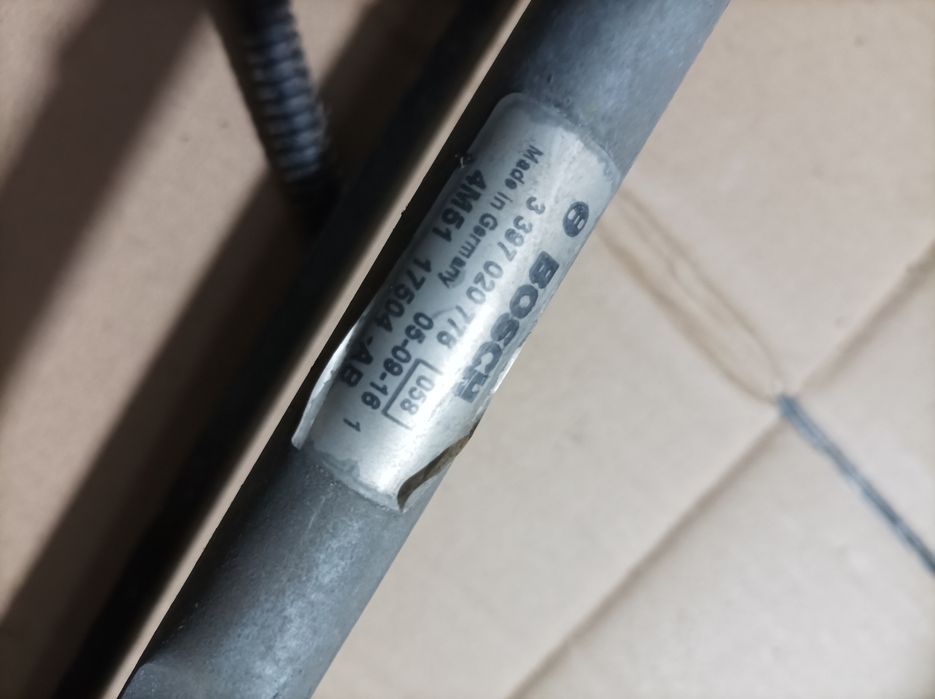 BOSCH
3 397 020 778 058
Made in Germany 05-09-16 1
4M51 17504-AB